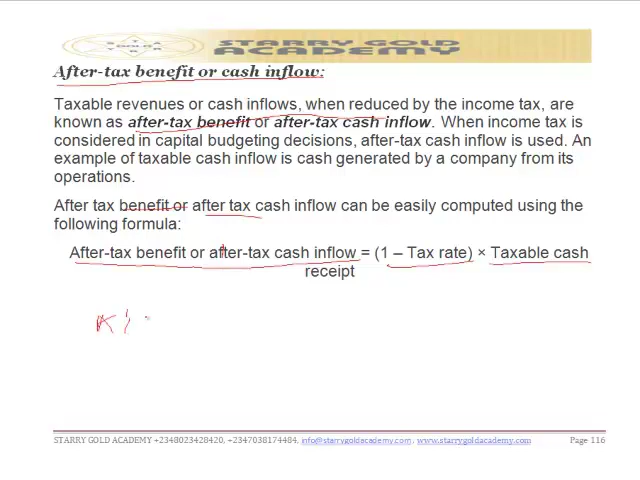 STARRY GOLD
ACADEMY
After-tax benefit or cash inflow:
Taxable revenues or cash inflows, when reduced by the income tax, are
known as after-tax benefit or after-tax cash inflow. When income tax is
considered in capital budgeting decisions, after-tax cash inflow is used. An
example of taxable cash inflow is cash generated by a company from its
operations.
After tax benefit or after tax cash inflow can be easily computed using the
following formula:
After-tax benefit or after-tax cash inflow = (1 – Tax rate) × Taxable cash
receipt
STARRY GOLD ACADEMY +2348023428420, +2347038174484, info@starrygoldacademy.com, www.starrygoldacademy.com Page 116